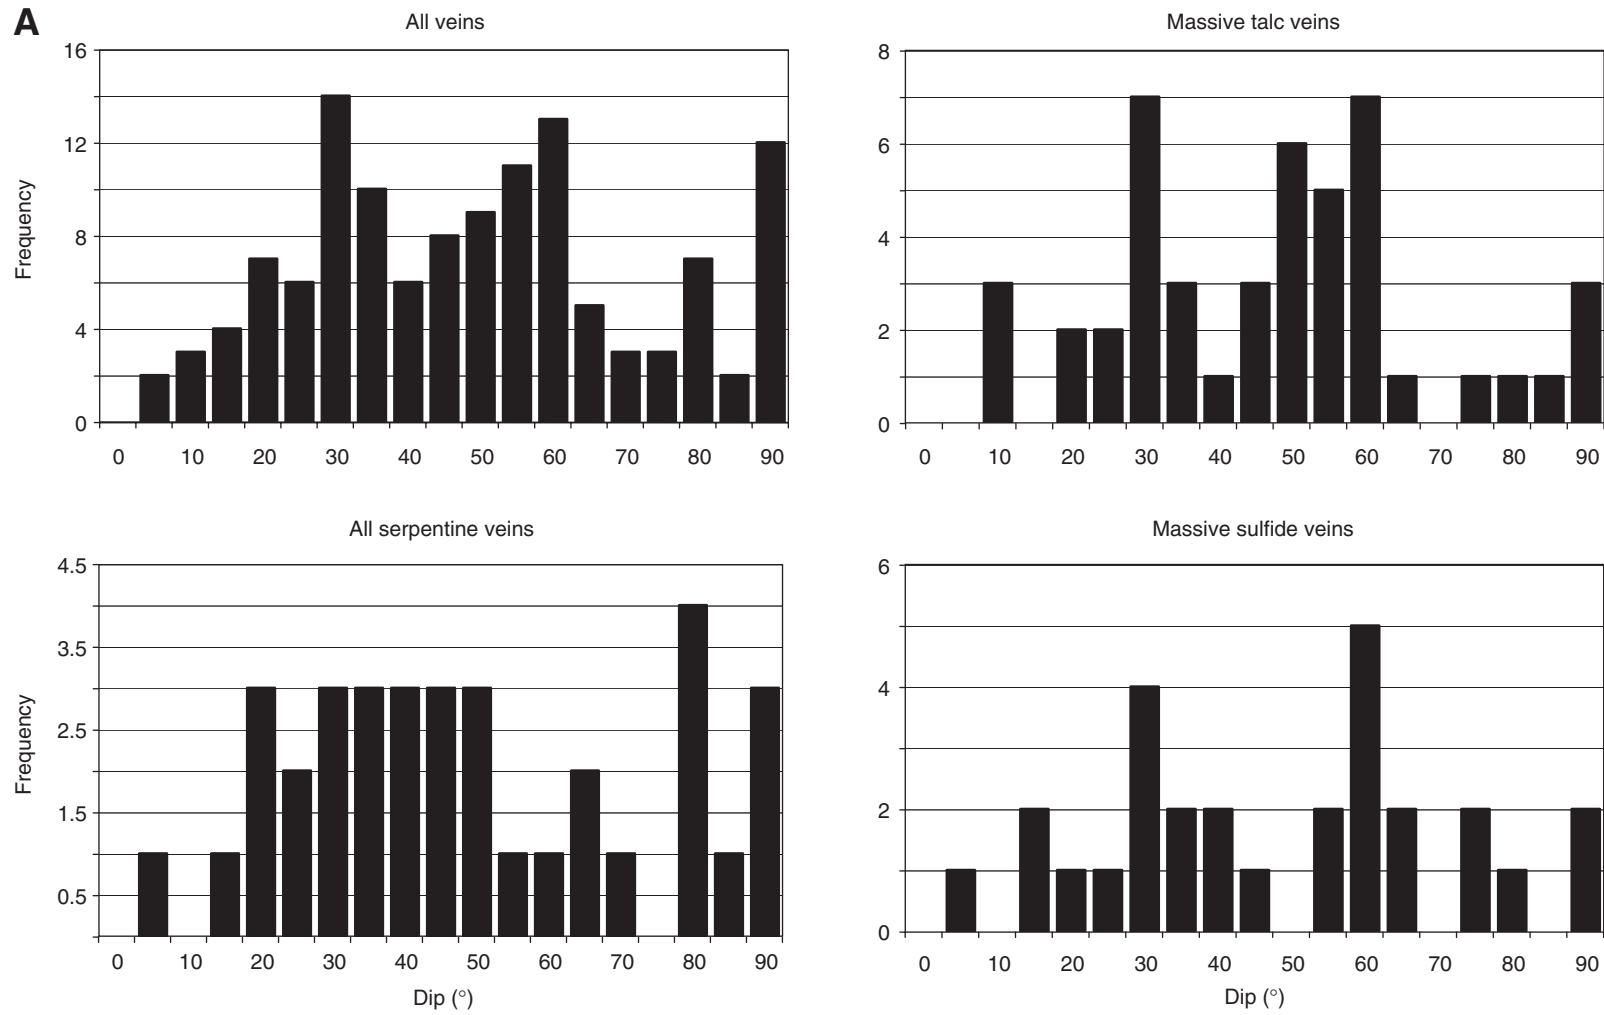 A
All veins
Frequency
16
12
8
4
0
0 10 20 30 40 50 60 70 80 90
Massive talc veins
8
6
4
2
0
0 10 20 30 40 50 60 70 80 90
All serpentine veins
Frequency
4.5
3.5
2.5
1.5
0.5
0 10 20 30 40 50 60 70 80 90
Dip (°)
Massive sulfide veins
6
4
2
0
0 10 20 30 40 50 60 70 80 90
Dip (°)